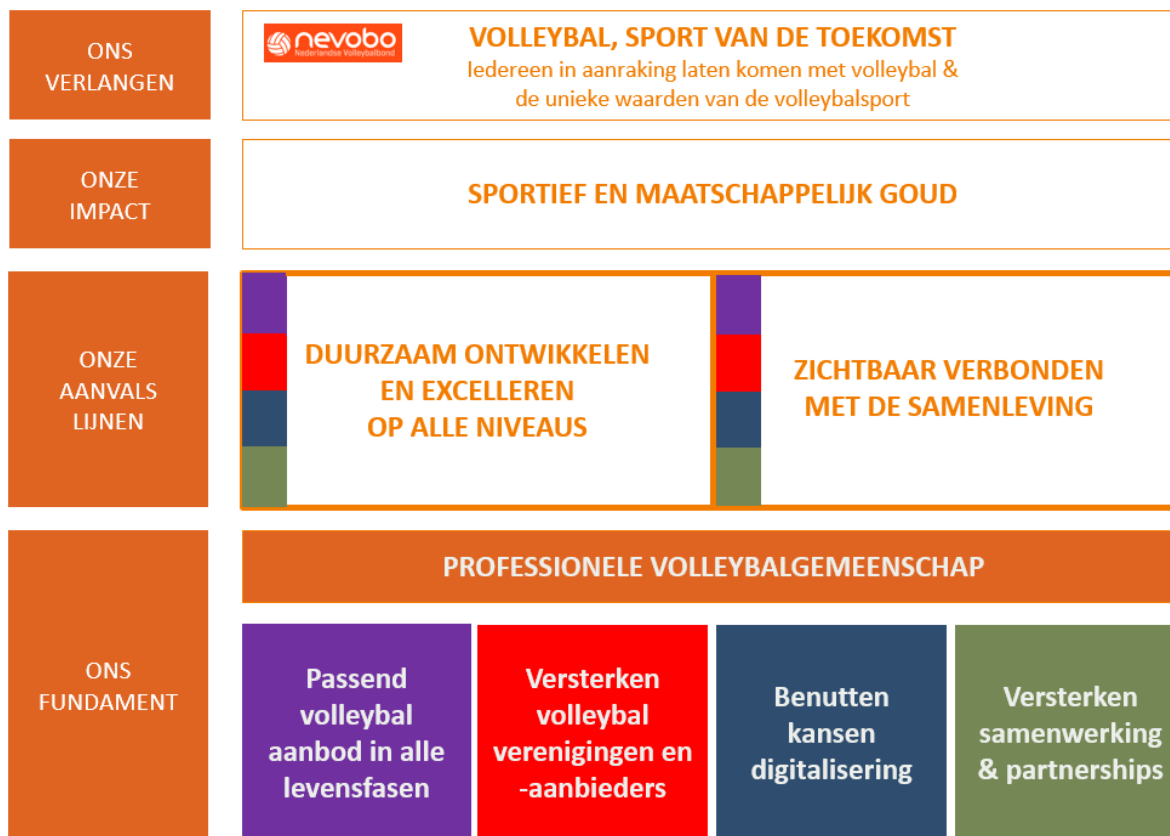 ONS
VERLANGEN
nevobo
Nederlandse Volleybalbond
VOLLEYBAL, SPORT VAN DE TOEKOMST
Iedereen in aanraking laten komen met volleybal &
de unieke waarden van de volleybalsport
ONZE
IMPACT
SPORTIEF EN MAATSCHAPPELIJK GOUD
ONZE
AANVALS
LIJNEN
DUURZAAM ONTWIKKELEN
EN EXCELLEREN
OP ALLE NIVEAUS
ZICHTBAAR VERBONDEN
MET DE SAMENLEVING
ONS
FUNDAMENT
PROFESSIONELE VOLLEYBALGEMEENSCHAP
Passend
volleybal
aanbod in alle
levensfasen
Versterken
volleybal
verenigingen en
-aanbieders
Benutten
kansen
digitalisering
Versterken
samenwerking
& partnerships